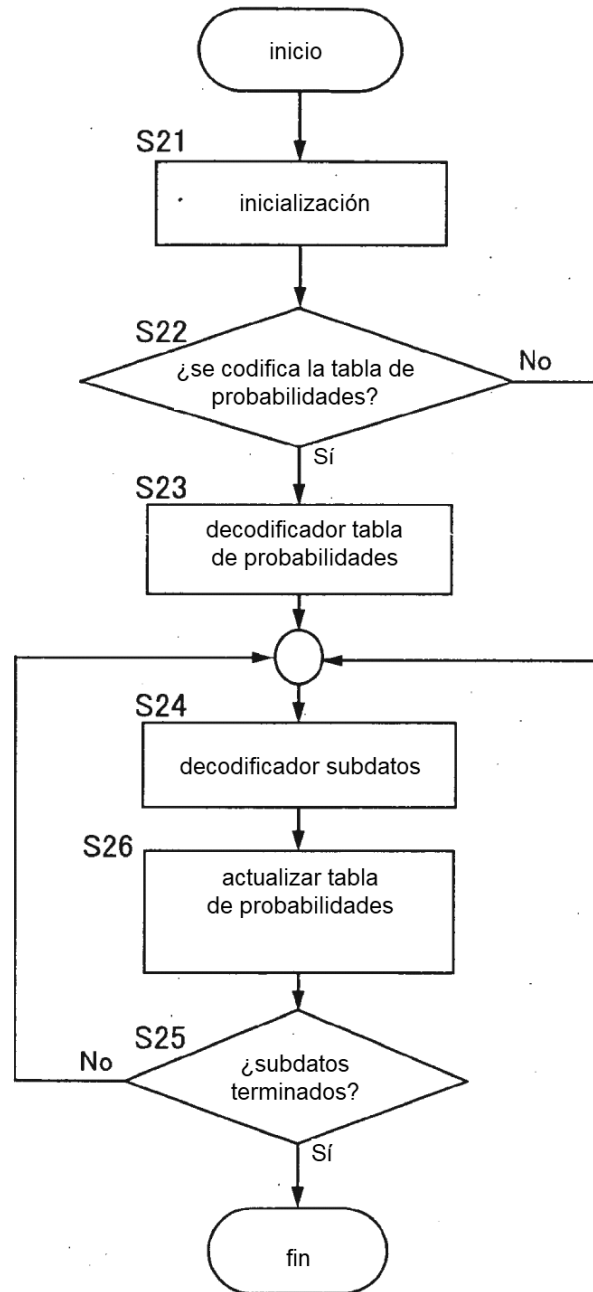 inicio
S21
inicialización
S22
¿se codifica la tabla de
probabilidades?
No
Sí
S23
decodificador tabla
de probabilidades
S24
decodificador subdatos
S26
actualizar tabla
de probabilidades
S25
No
¿subdatos
terminados?
Sí
fin